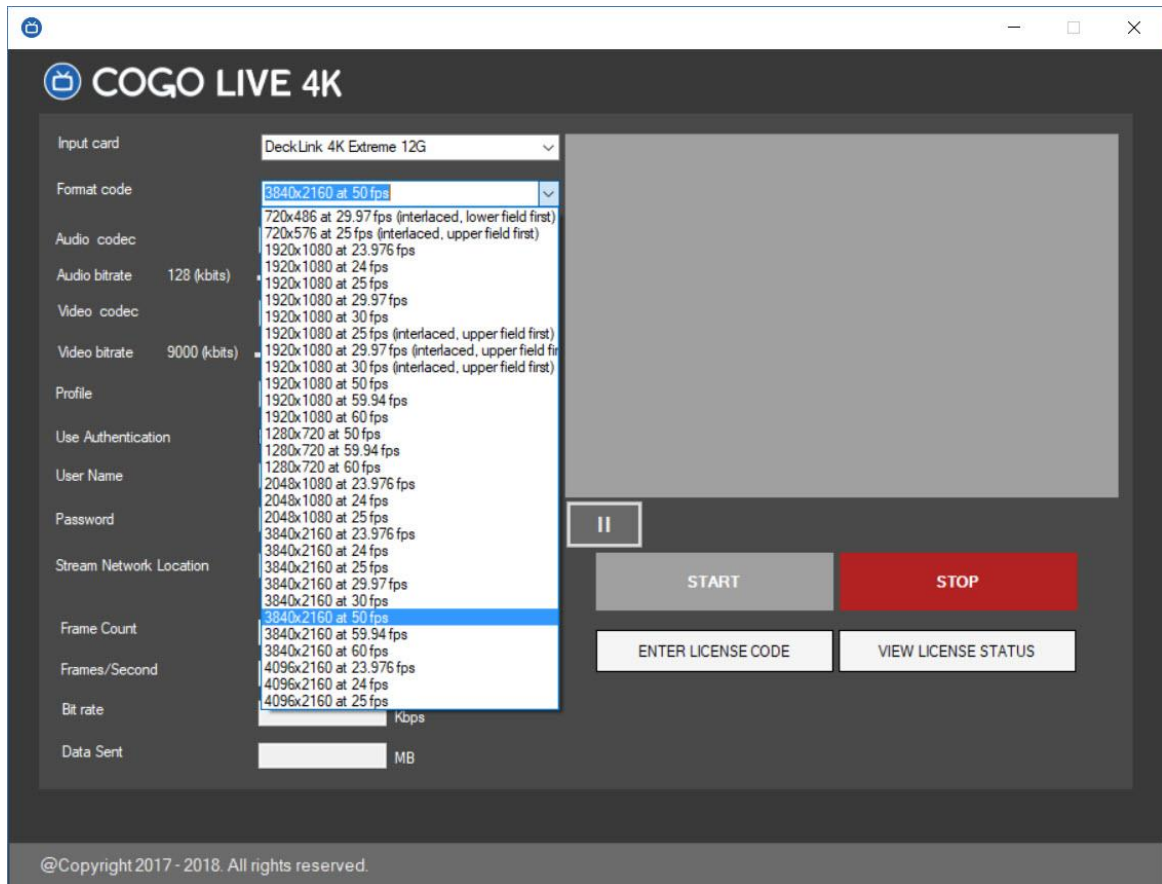 COGO LIVE 4K
Input card
DeckLink 4K Extreme 12G
Format code
3840x2160 at 50 fps
720x486 at 29.97 fps (interlaced, lower field first)
720x576 at 25 fps (interlaced, upper field first)
1920x1080 at 23.976 fps
1920x1080 at 24 fps
1920x1080 at 25 fps
1920x1080 at 29.97 fps
1920x1080 at 30 fps
1920x1080 at 25 fps (interlaced, upper field first)
1920x1080 at 29.97 fps (interlaced, upper field fir
1920x1080 at 30 fps (interlaced, upper field first)
1920x1080 at 50 fps
1920x1080 at 59.94 fps
1920x1080 at 60 fps
1280x720 at 50 fps
1280x720 at 59.94 fps
1280x720 at 60 fps
2048x1080 at 23.976 fps
2048x1080 at 24 fps
2048x1080 at 25 fps
3840x2160 at 23.976 fps
3840x2160 at 24 fps
3840x2160 at 25 fps
3840x2160 at 29.97 fps
3840x2160 at 30 fps
3840x2160 at 50 fps
3840x2160 at 59.94 fps
3840x2160 at 60 fps
4096x2160 at 23.976 fps
4096x2160 at 24 fps
4096x2160 at 25 fps
Audio codec
Audio bitrate 128 (kbits)
Video codec
Video bitrate 9000 (kbits)
Profile
Use Authentication
User Name
Password
Stream Network Location
Frame Count
Frames/Second
Bit rate
Kbps
Data Sent
MB
START
STOP
ENTER LICENSE CODE
VIEW LICENSE STATUS
@Copyright 2017 - 2018. All rights reserved.